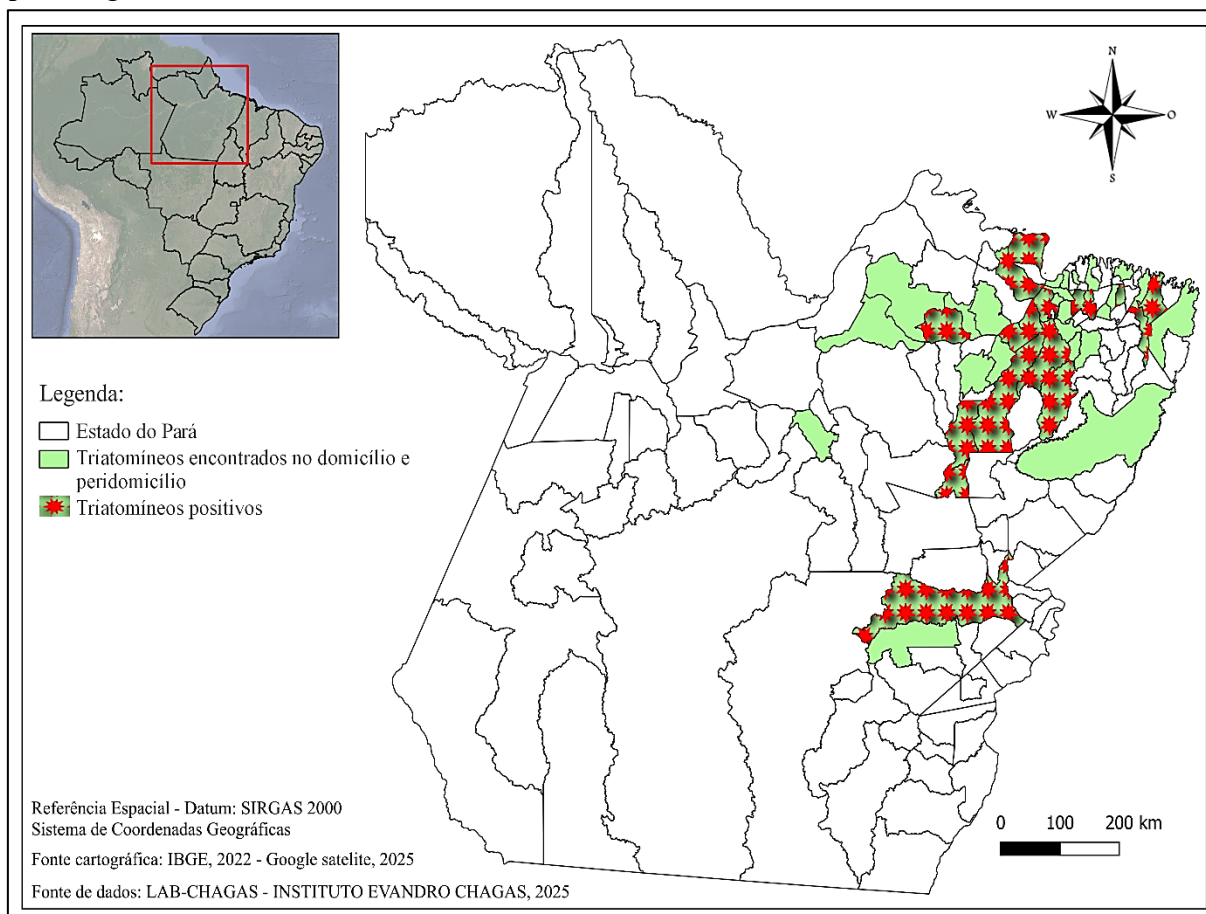 N
W
O
S
Legenda:
Estado do Pará
Triatomíneos encontrados no domicílio e
peridomicílio
Triatomíneos positivos
Referência Espacial - Datum: SIRGAS 2000
Sistema de Coordenadas Geográficas
Fonte cartográfica: IBGE, 2022 - Google satelite, 2025
Fonte de dados: LAB-CHAGAS - INSTITUTO EVANDRO CHAGAS, 2025
0 100 200 km